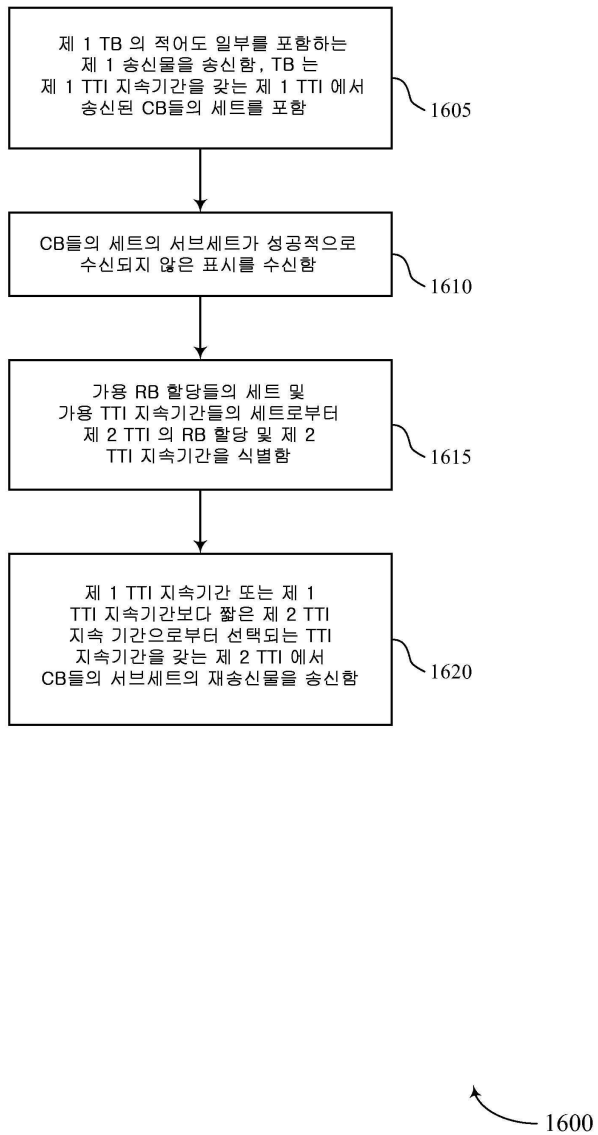 제 1 TB 의 적어도 일부를 포함하는
제 1 송신물을 송신함, TB 는
제 1 TTI 지속기간을 갖는 제 1 TTI 에서
송신된 CB들의 세트를 포함
1605
CB들의 세트의 서브세트가 성공적으로
수신되지 않은 표시를 수신함
1610
가용 RB 할당들의 세트 및
가용 TTI 지속기간들의 세트로부터
제 2 TTI 의 RB 할당 및 제 2
TTI 지속기간을 식별함
1615
제 1 TTI 지속기간 또는 제 1
TTI 지속기간보다 짧은 제 2 TTI
지속 기간으로부터 선택되는 TTI
지속기간을 갖는 제 2 TTI 에서
CB들의 서브세트의 재송신물을 송신함
1620
1600